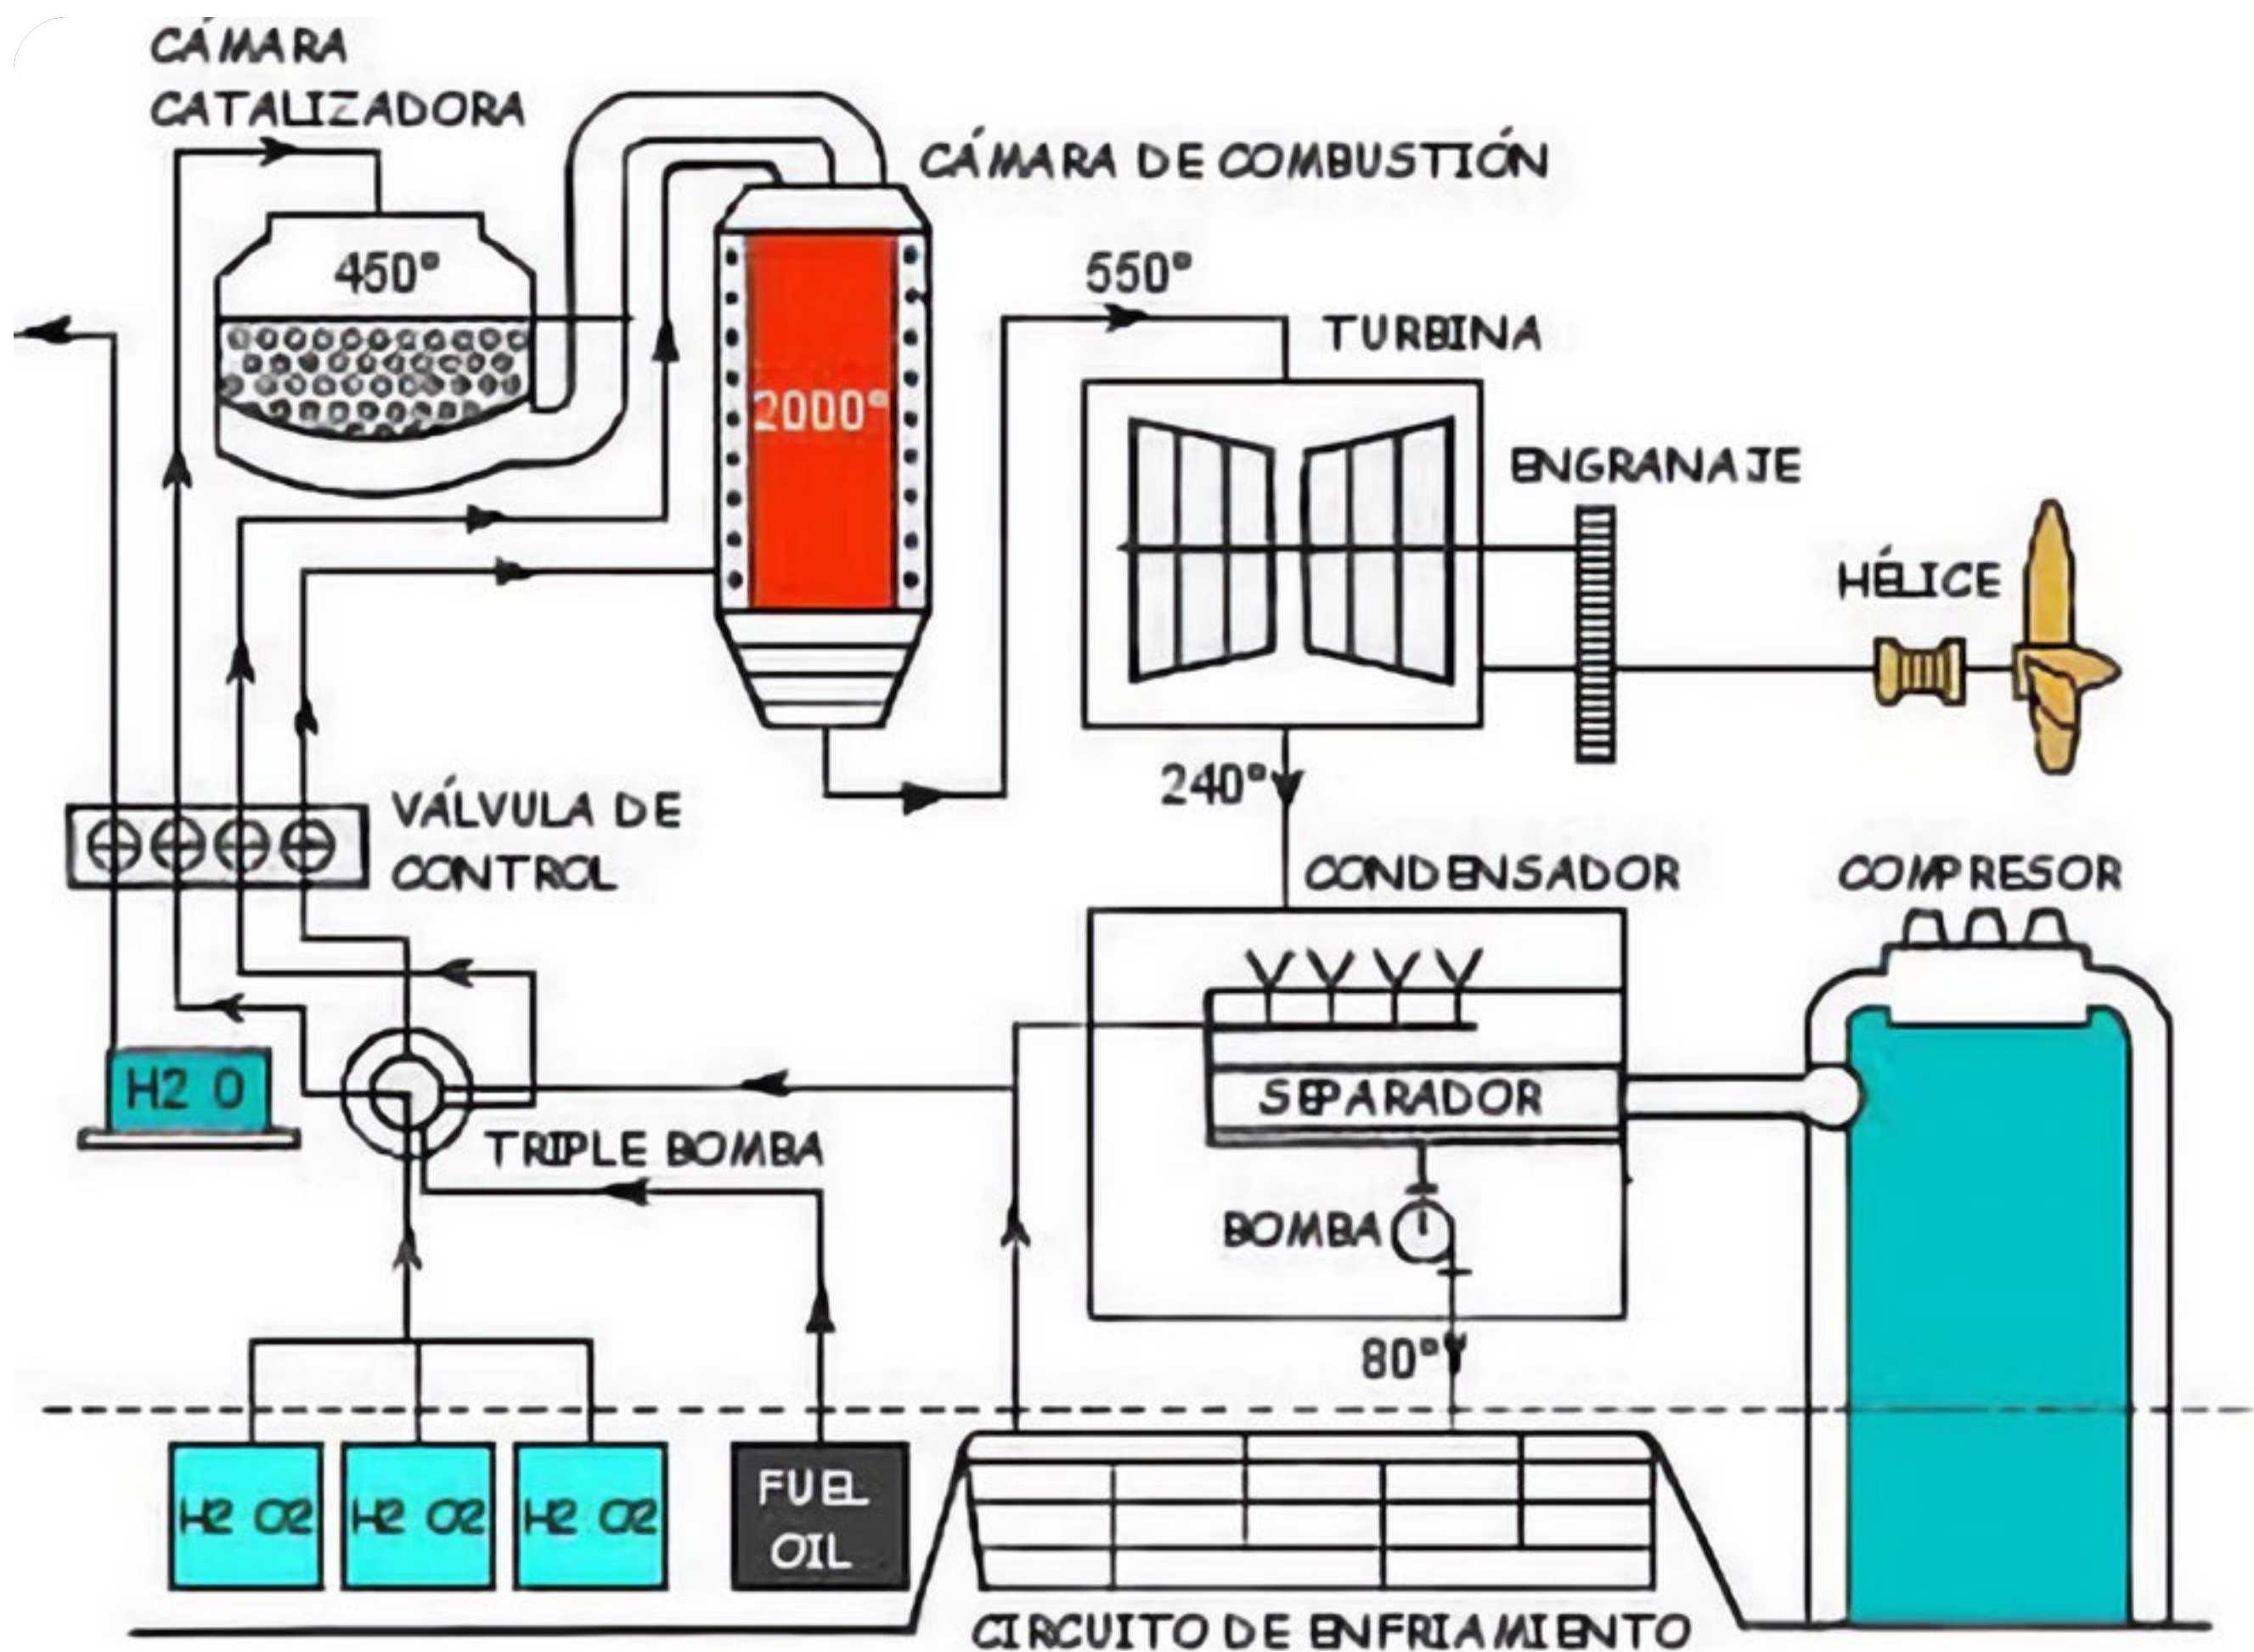 CÁMARA
CATALIZADORA
CÁMARA DE COMBUSTIÓN
450°
550°
TURBINA
2000°
ENGRANAJE
HÉLICE
240°
VÁLVULA DE
CONTROL
CONDENSADOR
COMPRESOR
H2 O
SEPARADOR
TRIPLE BOMBA
BOMBA
80°
H2 O2
H2 O2
H2 O2
FUEL
OIL
CIRCUITO DE ENFRIAMIENTO